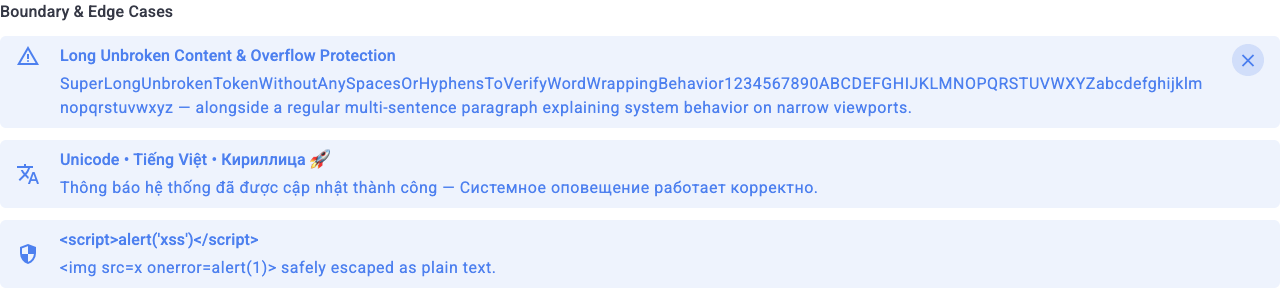 Boundary & Edge Cases
Long Unbroken Content & Overflow Protection
SuperLongUnbrokenTokenWithoutAnySpacesOrHyphensToVerifyWordWrappingBehavior1234567890ABCDEFGHIJKLMNOPQRSTUVWXYZabcdefghijklm
nopqrstuvwxyz — alongside a regular multi-sentence paragraph explaining system behavior on narrow viewports.
Unicode • Tiếng Việt • Кириллица 🚀
Thông báo hệ thống đã được cập nhật thành công — Системное оповещение работает корректно.
<script>alert('xss')</script>
<img src=x onerror=alert(1)> safely escaped as plain text.